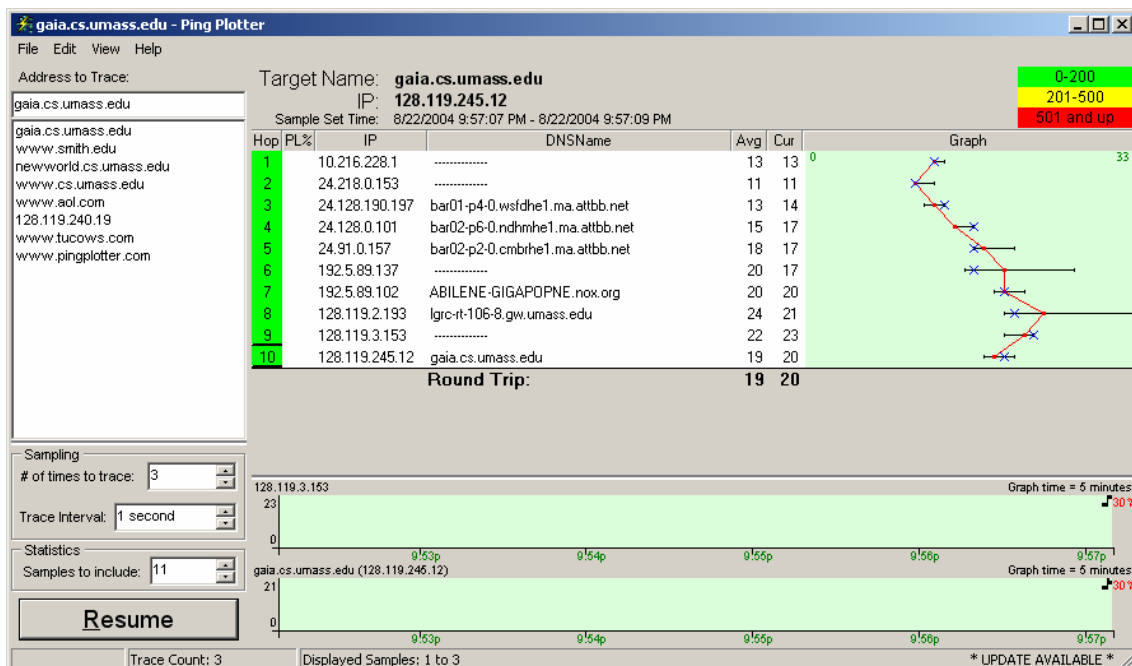 gaia.cs.umass.edu - Ping Plotter
File Edit View Help
Address to Trace:
gaia.cs.umass.edu
gaia.cs.umass.edu
www.smith.edu
newworld.cs.umass.edu
www.cs.umass.edu
www.aol.com
128.119.240.19
www.tucows.com
www.pingplotter.com
Sampling
# of times to trace: 3
Trace Interval: 1 second
Statistics
Samples to include: 11
Resume
Target Name: gaia.cs.umass.edu
IP: 128.119.245.12
Sample Set Time: 8/22/2004 9:57:07 PM - 8/22/2004 9:57:09 PM
0-200
201-500
501 and up
Hop PL% IP DNSName Avg Cur Graph
0 33
1 10.216.228.1 ------------- 13 13
2 24.218.0.153 ------------- 11 11
3 24.128.190.197 bar01-p4-0.wsfdhe1.ma.attbb.net 13 14
4 24.128.0.101 bar02-p6-0.ndhmhe1.ma.attbb.net 15 17
5 24.91.0.157 bar02-p2-0.cmbrhe1.ma.attbb.net 18 17
6 192.5.89.137 ------------- 20 17
7 192.5.89.102 ABILENE-GIGAPOPNE.nox.org 20 20
8 128.119.2.193 lgrc-rt-106-8.gw.umass.edu 24 21
9 128.119.3.153 ------------- 22 23
10 128.119.245.12 gaia.cs.umass.edu 19 20
Round Trip: 19 20
128.119.3.153 Graph time = 5 minutes
23 30%
0
9:53p 9:54p 9:55p 9:56p 9:57p
gaia.cs.umass.edu (128.119.245.12) Graph time = 5 minutes
21 30%
0
9:53p 9:54p 9:55p 9:56p 9:57p
Trace Count: 3 Displayed Samples: 1 to 3 * UPDATE AVAILABLE *